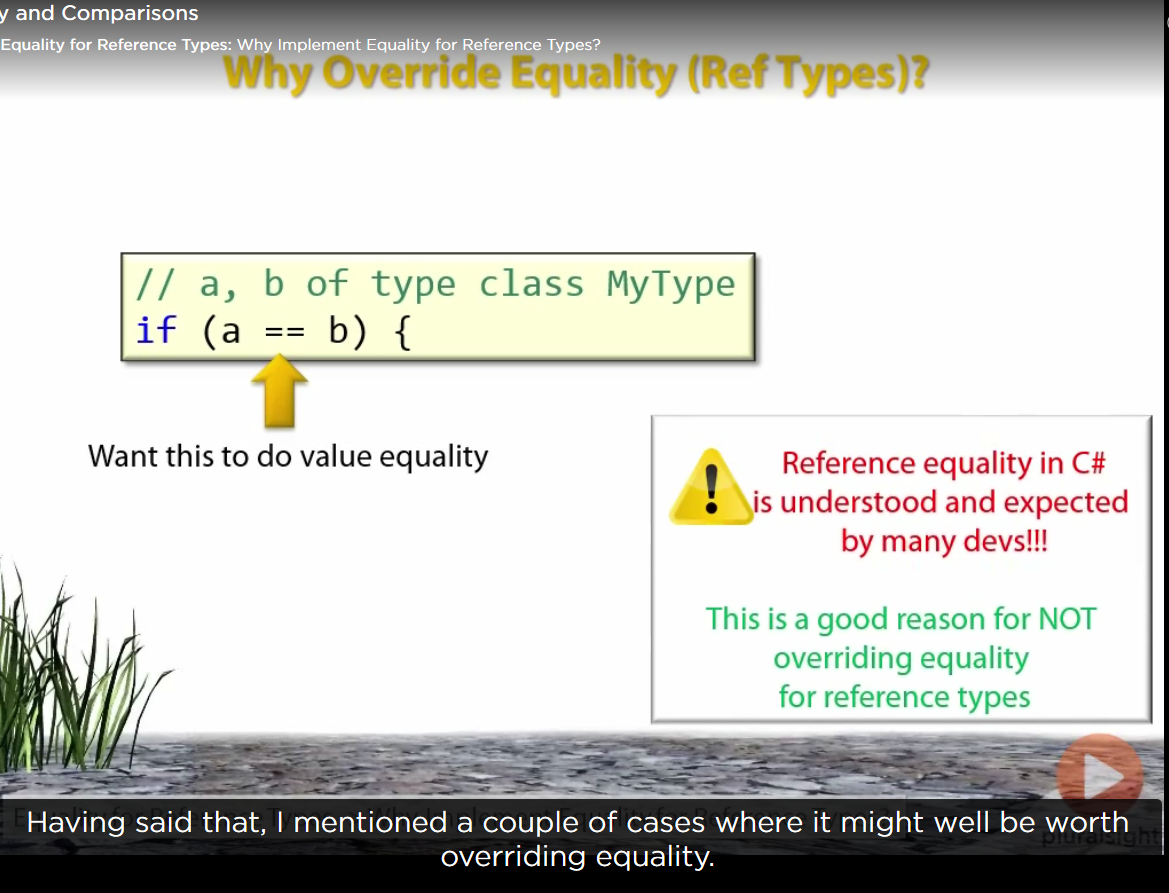 y and Comparisons
Equality for Reference Types: Why Implement Equality for Reference Types?
Why Override Equality (Ref Types)?
// a, b of type class MyType
if (a == b) {
Want this to do value equality
Reference equality in C#
is understood and expected
by many devs!!!
This is a good reason for NOT
overriding equality
for reference types
Having said that, I mentioned a couple of cases where it might well be worth
overriding equality.
pluralsight